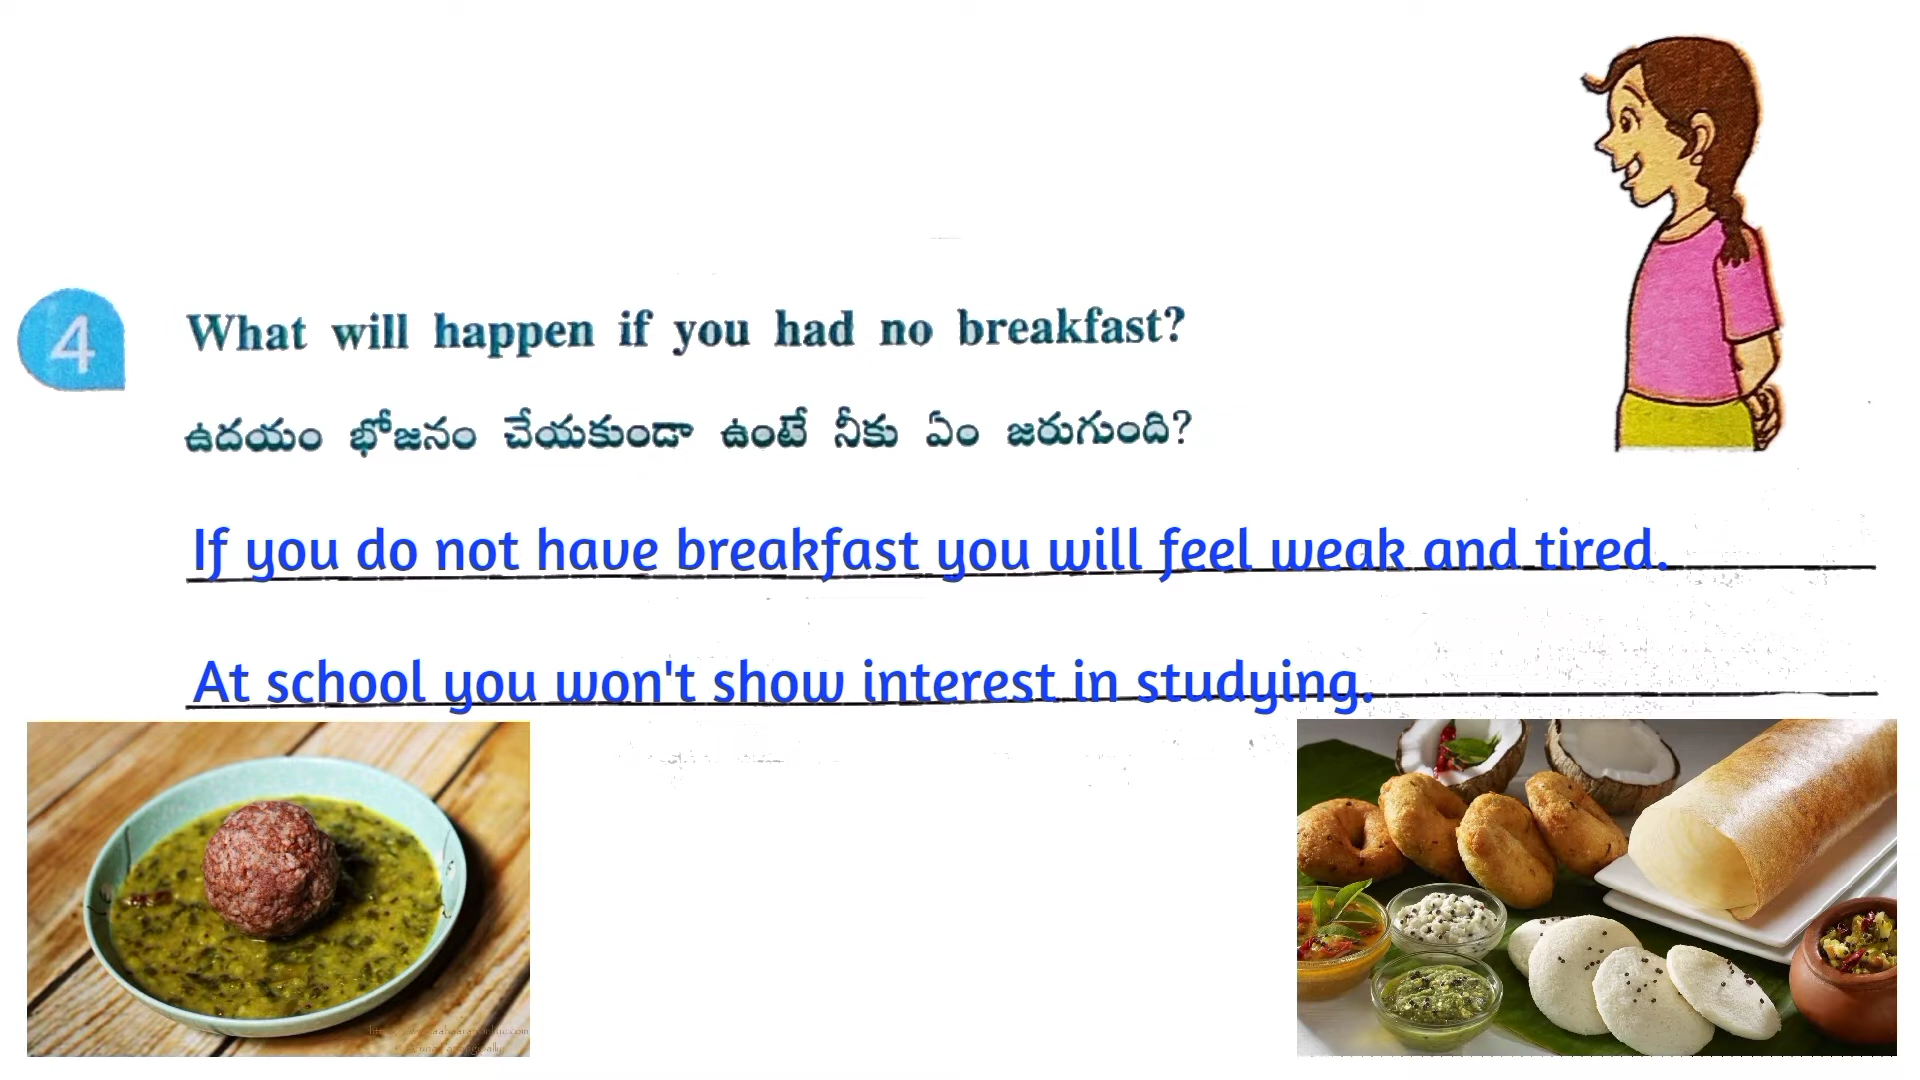 4
What will happen if you had no breakfast?
ఉదయం భోజనం చేయకుండా ఉంటే నీకు ఏం జరుగుంది?
If you do not have breakfast you will feel weak and tired.
At school you won't show interest in studying.